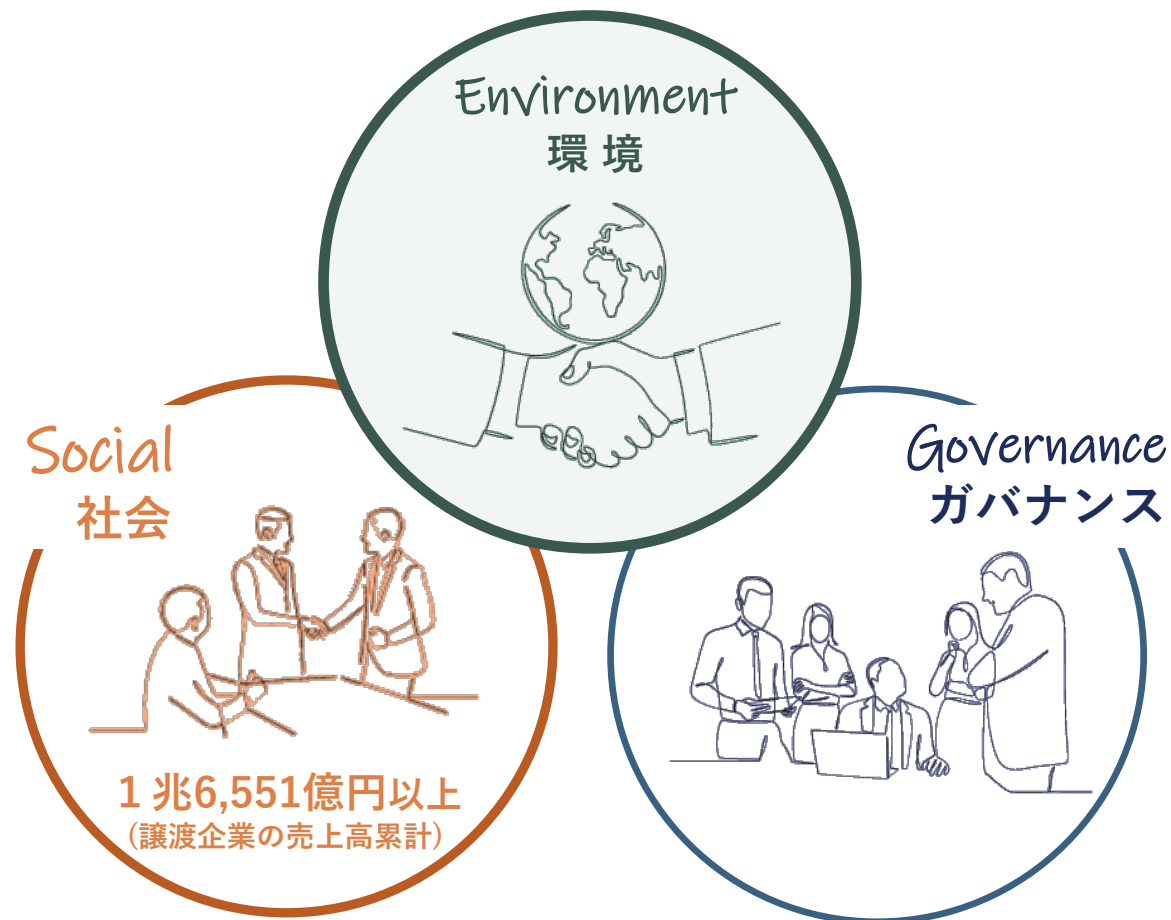 Environment
環 境
Social
社会
1 兆6,551億円以上
(譲渡企業の売上高累計)
Governance
ガバナンス